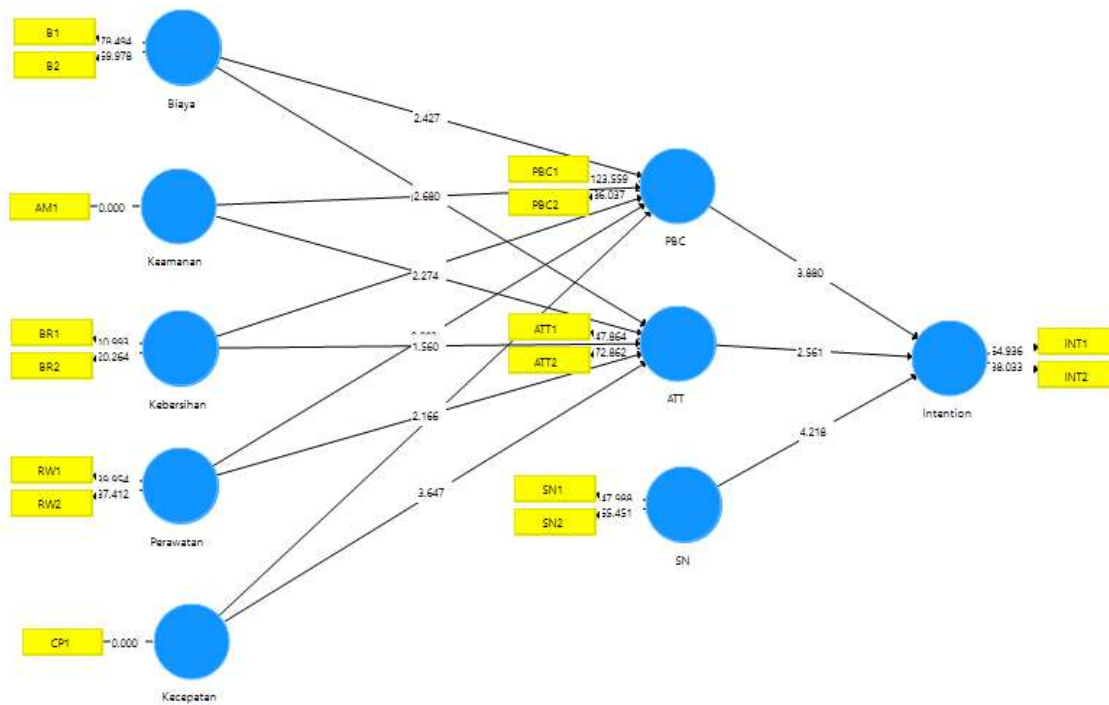 B1
B2
59.978
Biaya
2.427
AM1
0.000
Keamanan
2.680
PBC1
PBC2
123.559
36.037
PBC
2.274
3.880
BR1
BR2
20.264
Kebersihan
1.560
ATT1
ATT2
47.864
72.862
ATT
2.561
54.936
38.033
INT1
INT2
Intention
RW1
RW2
37.412
Perawatan
2.166
4.218
3.647
SN1
SN2
55.451
SN
CP1
0.000
Kecepatan